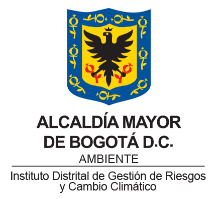 ALCALDÍA MAYOR
DE BOGOTÁ D.C.
AMBIENTE
Instituto Distrital de Gestión de Riesgos
y Cambio Climático